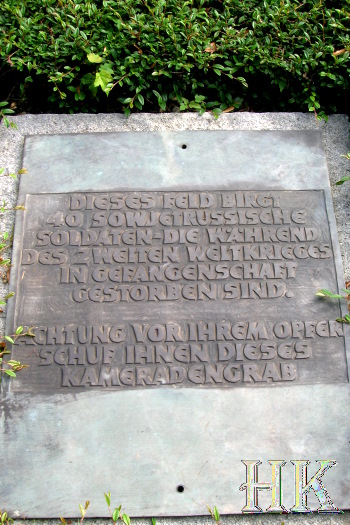 DIESES FELD BIRGT
40 SOWJETRUSSISCHE
SOLDATEN-DIE WÄHREND
DES ZWEITEN WELTKRIEGES
IN GEFANGENSCHAFT
GESTORBEN SIND.
ACHTUNG VOR IHREM OPFER
SCHUF IHNEN DIESES
KAMERADENGRAB
HK